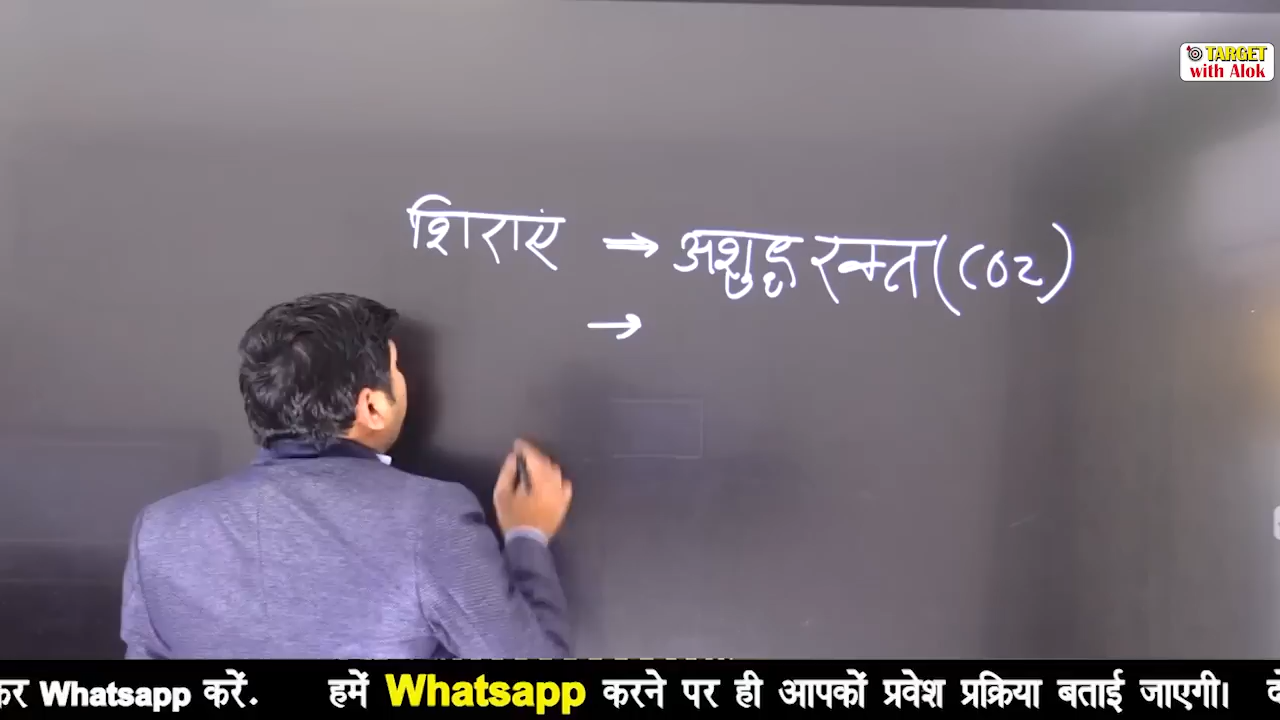 TARGET
with Alok
शिराएं → अशुद्ध रक्त (CO2)
→
कर Whatsapp करें. हमें Whatsapp करने पर ही आपकों प्रवेश प्रक्रिया बताई जाएगी।